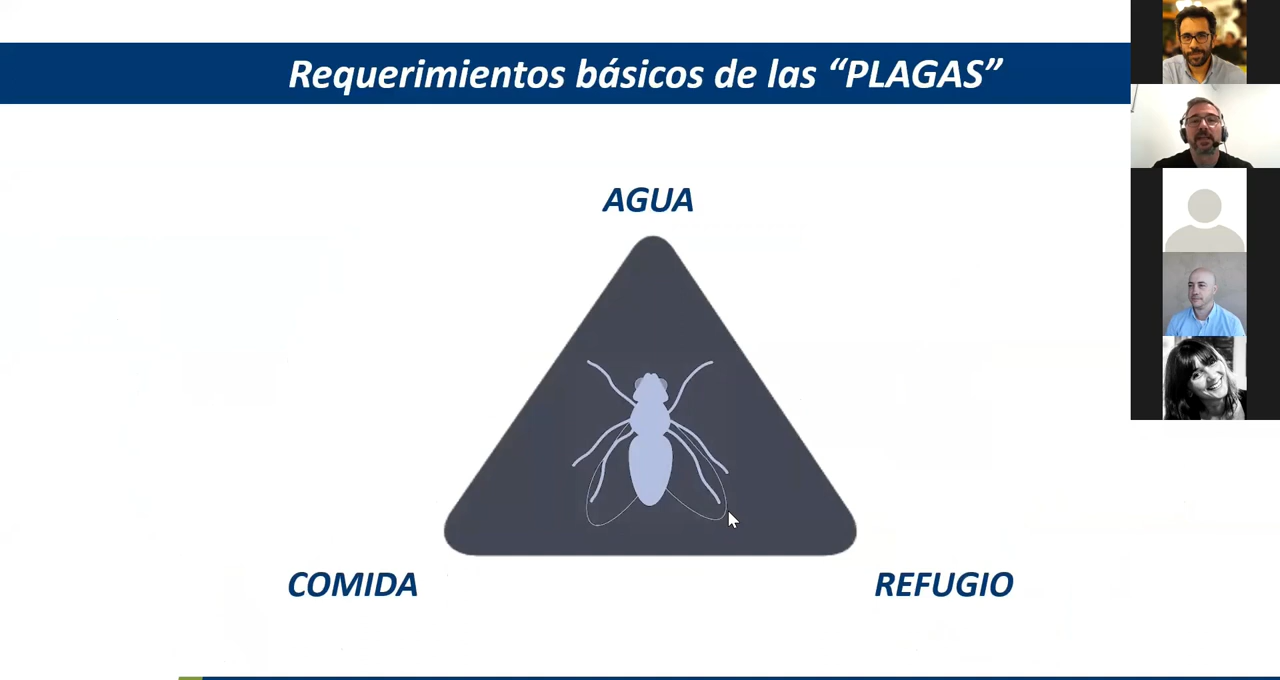 Requerimientos básicos de las “PLAGAS”
AGUA
COMIDA
REFUGIO